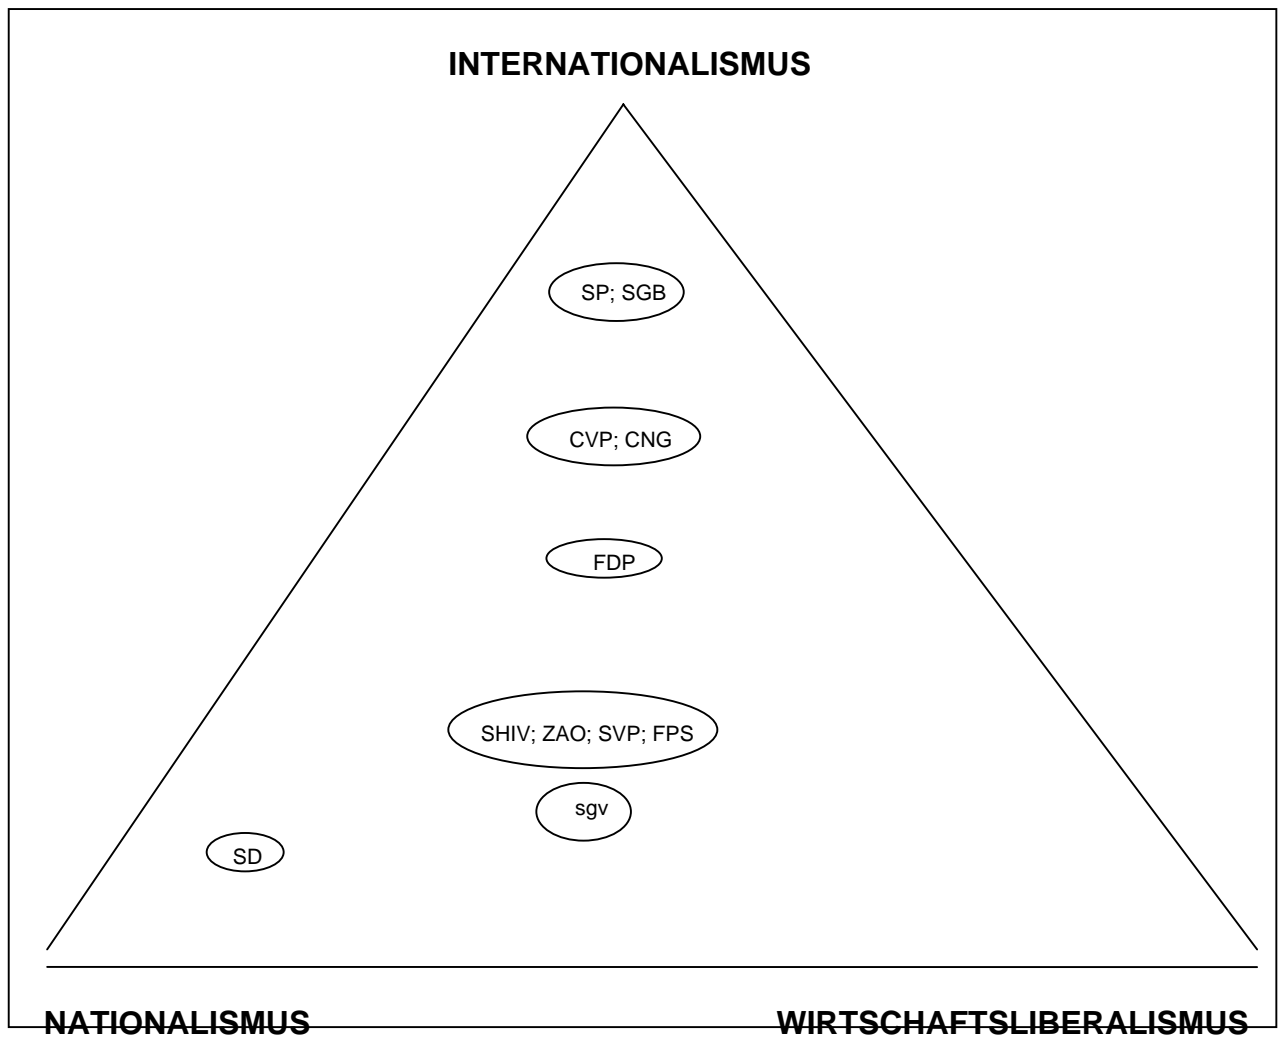 INTERNATIONALISMUS
SP; SGB
CVP; CNG
FDP
SHIV; ZAO; SVP; FPS
sgv
SD
NATIONALISMUS
WIRTSCHAFTSLIBERALISMUS